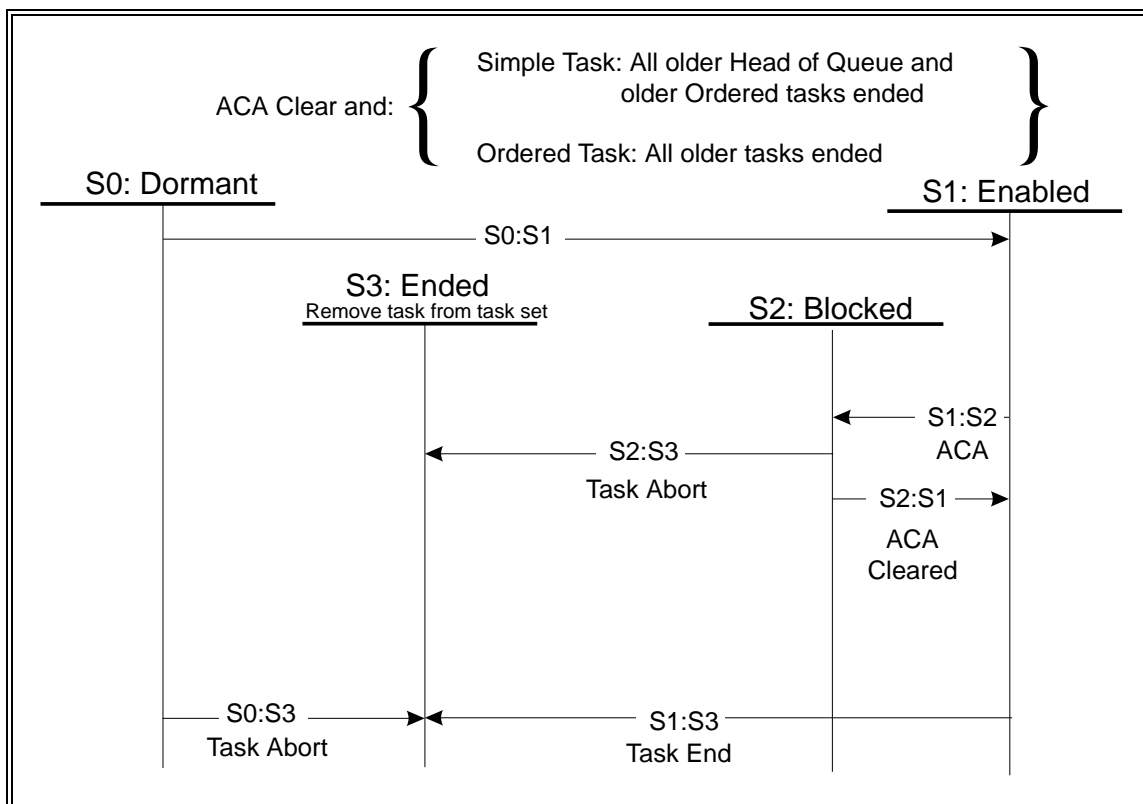 Simple Task: All older Head of Queue and
older Ordered tasks ended
ACA Clear and:
Ordered Task: All older tasks ended
S0: Dormant
S1: Enabled
S0:S1
S3: Ended
Remove task from task set
S2: Blocked
S1:S2
ACA
S2:S3
Task Abort
S2:S1
ACA
Cleared
S0:S3
Task Abort
S1:S3
Task End